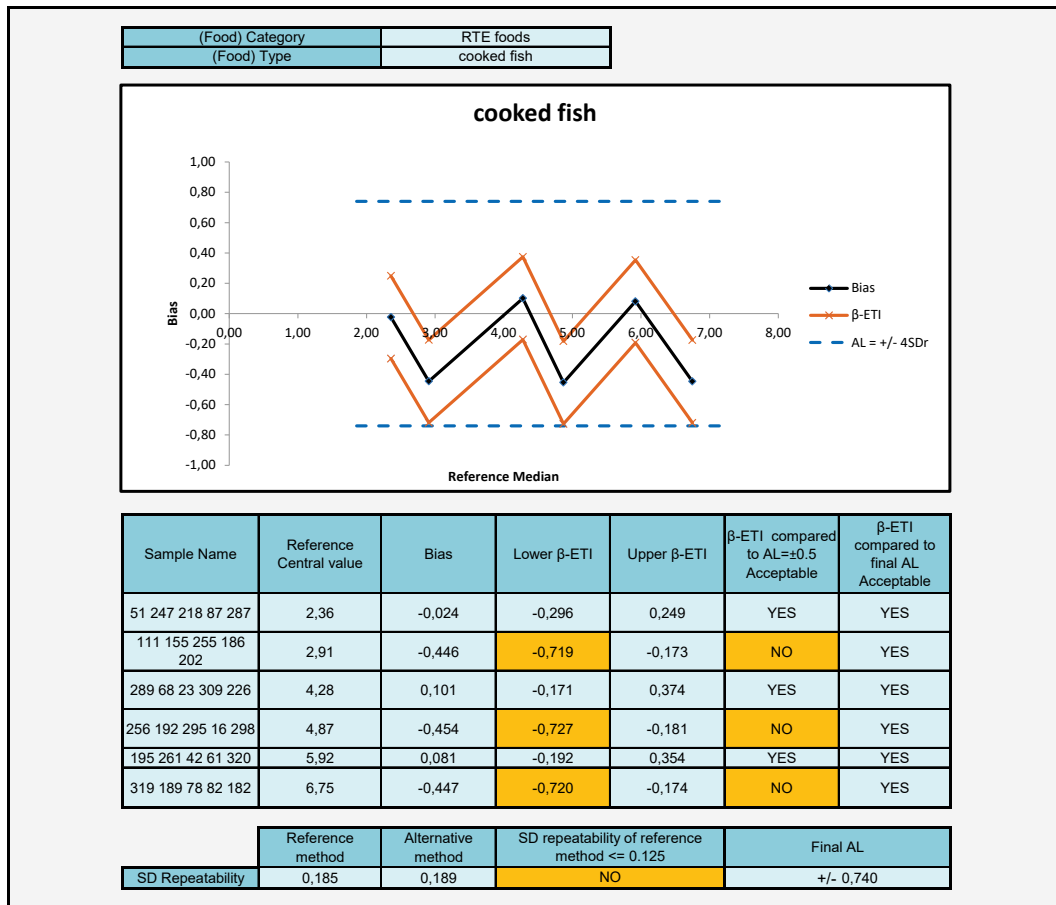 (Food) Category RTE foods
(Food) Type cooked fish
cooked fish
1,00
0,80
0,60
0,40
0,20
0,00
-0,20
-0,40
-0,60
-0,80
-1,00
Bias
0,00 1,00 2,00 3,00 4,00 5,00 6,00 7,00 8,00
Reference Median
Bias
β-ETI
AL = +/- 4SDr
Sample Name Reference Central value Bias Lower β-ETI Upper β-ETI β-ETI compared to AL=±0.5 Acceptable β-ETI compared to final AL Acceptable
51 247 218 87 287 2,36 -0,024 -0,296 0,249 YES YES
111 155 255 186 202 2,91 -0,446 -0,719 -0,173 NO YES
289 68 23 309 226 4,28 0,101 -0,171 0,374 YES YES
256 192 295 16 298 4,87 -0,454 -0,727 -0,181 NO YES
195 261 42 61 320 5,92 0,081 -0,192 0,354 YES YES
319 189 78 82 182 6,75 -0,447 -0,720 -0,174 NO YES
Reference method Alternative method SD repeatability of reference method <= 0.125 Final AL
SD Repeatability 0,185 0,189 NO +/- 0,740